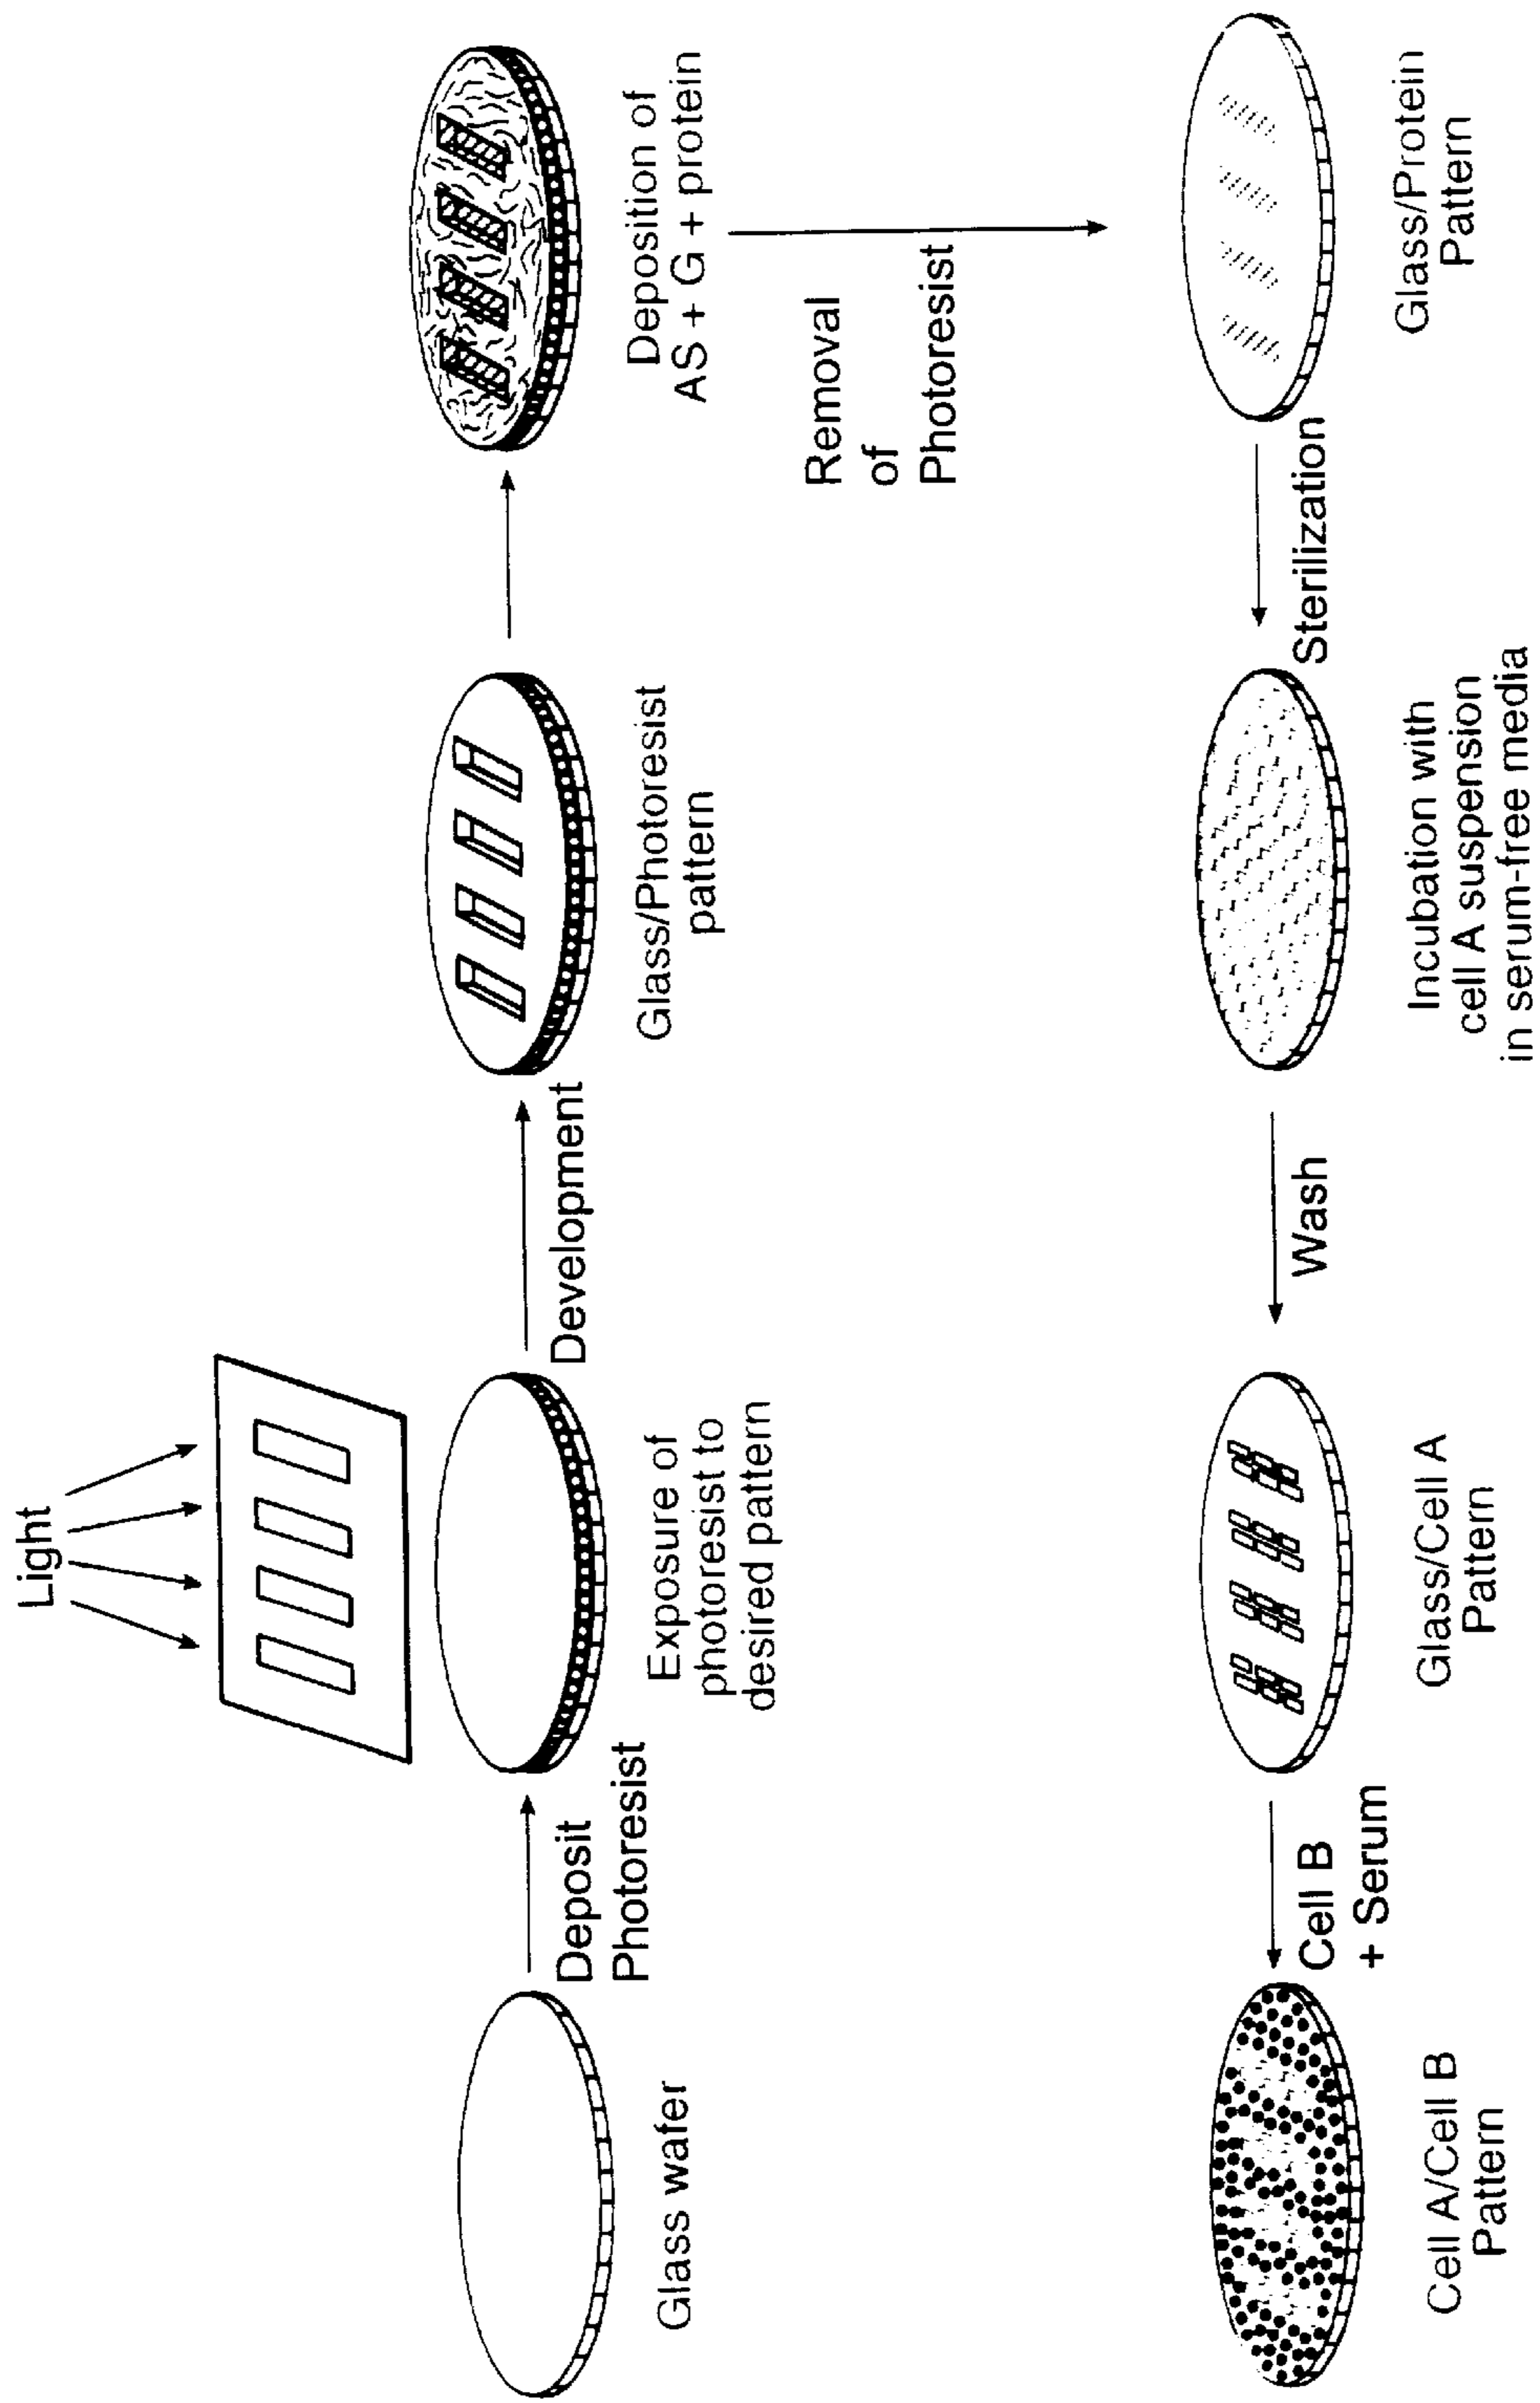 Light
Glass wafer
Deposit
Photoresist
Exposure of
photoresist to
desired pattern
Development
Glass/Photoresist
pattern
Deposition of
AS + G + protein
Removal
of
Photoresist
Glass/Protein
Pattern
Sterilization
Incubation with
cell A suspension
in serum-free media
Wash
Glass/Cell A
Pattern
Cell B
+ Serum
Cell A/Cell B
Pattern